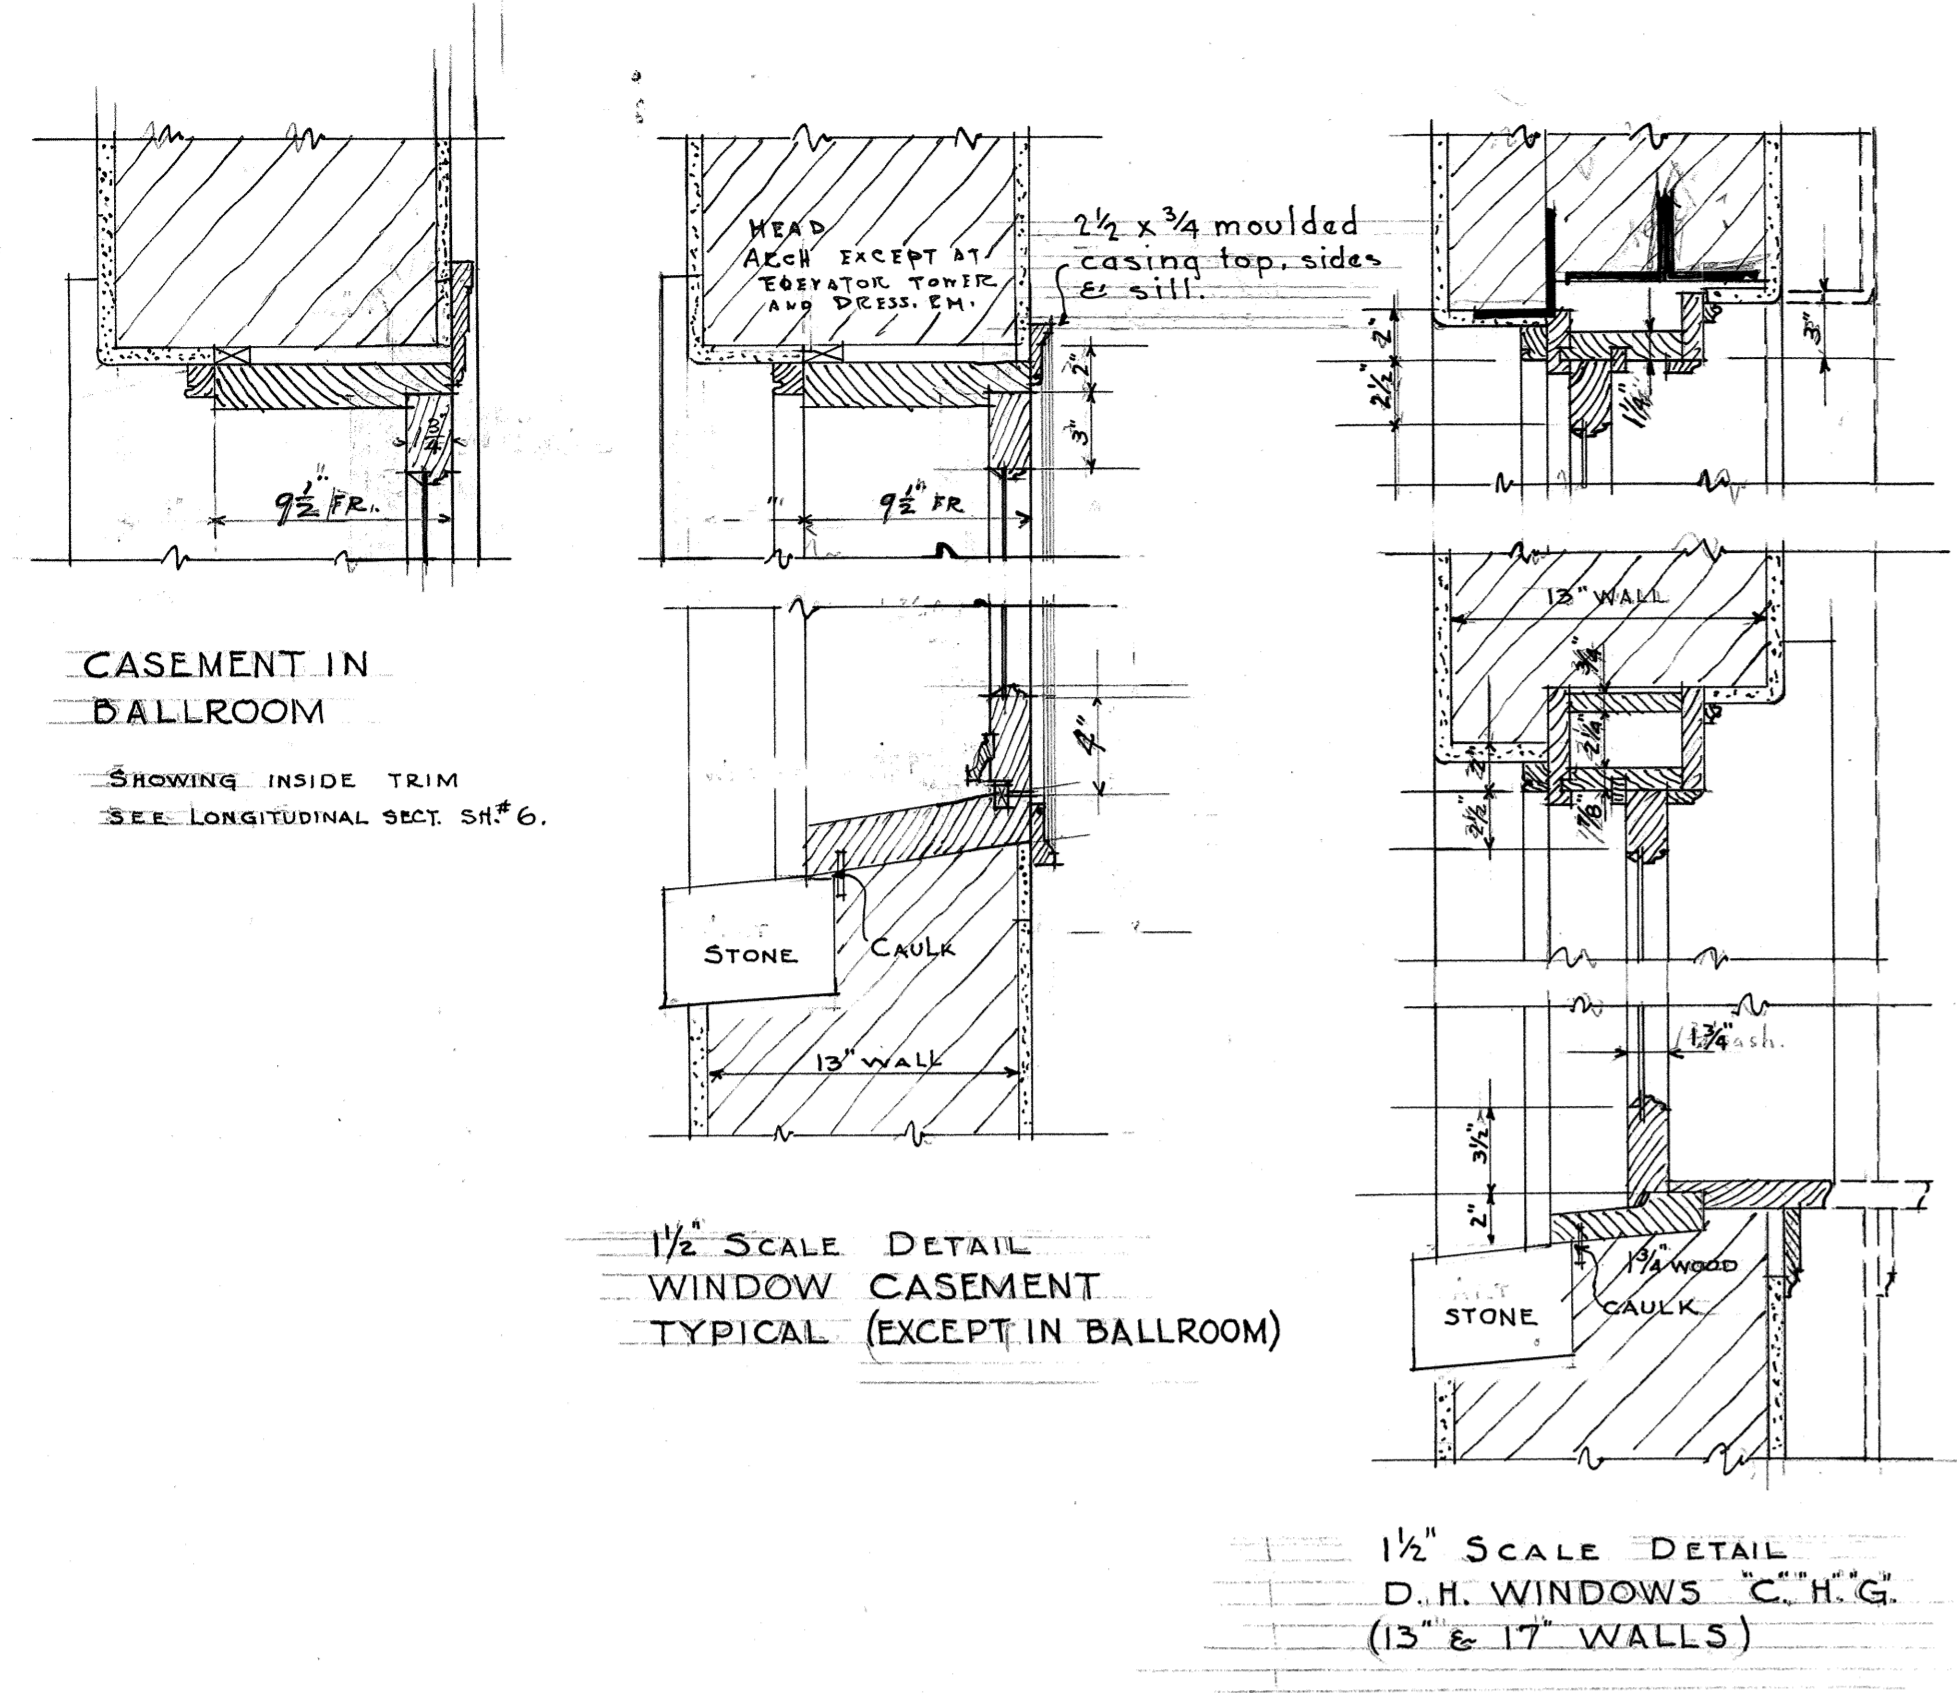 HEAD
ARCH EXCEPT AT
EOEVATOR TOWER
AND DRESS. RM.
2½ x ¾ moulded
casing top, sides
& sill.
2"
3"
9½" FR.
9½" FR
3/4
CASEMENT IN
BALLROOM
SHOWING INSIDE TRIM
SEE LONGITUDINAL SECT. SH.#6.
4"
STONE
CAULK
13" WALL
1½" SCALE DETAIL
WINDOW CASEMENT
TYPICAL (EXCEPT IN BALLROOM)
2"
2½"
1¼"
3"
13" WALL
3/4
2¼"
2"
2½"
7/8"
1¾"
ash.
3½"
2"
1¾ WOOD
STONE
CAULK
1½" SCALE DETAIL
D.H. WINDOWS "C." "H." "G."
(13" & 17" WALLS)